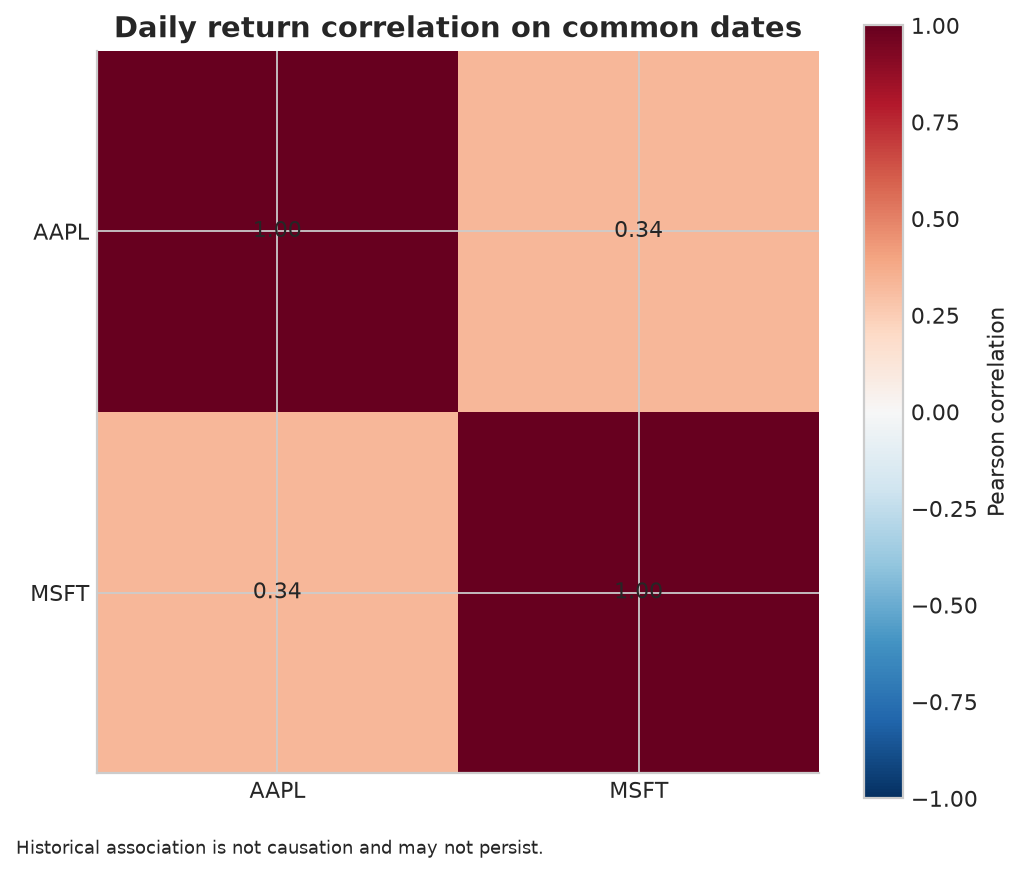 Daily return correlation on common dates
1.00
0.75
0.50
0.25
0.00
−0.25
−0.50
−0.75
−1.00
Pearson correlation
AAPL
1.00
0.34
MSFT
0.34
1.00
AAPL
MSFT
Historical association is not causation and may not persist.